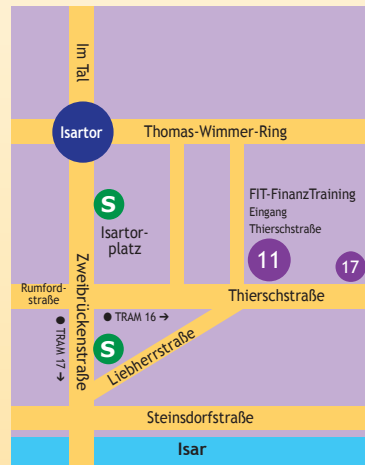 Im Tal
Isartor
Thomas-Wimmer-Ring
S
Isartor-
platz
FIT-FinanzTraining
Eingang
Thierschstraße
11
17
Rumford-
straße
Zweibrückenstraße
Thierschstraße
● TRAM 16 →
● TRAM 17 →
S
Liebherrstraße
Steinsdorfstraße
Isar